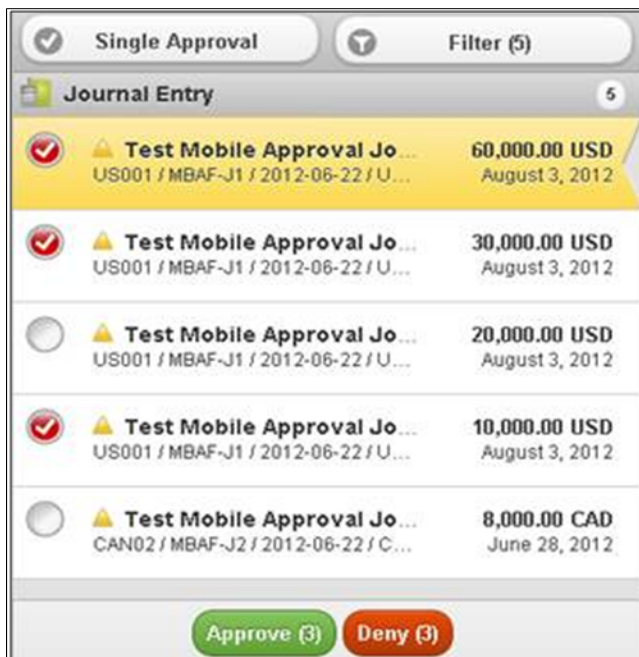 Single Approval
Filter (5)
Journal Entry 5
Test Mobile Approval Jo... 60,000.00 USD
US001 / MBAF-J1 / 2012-06-22 / U... August 3, 2012
Test Mobile Approval Jo... 30,000.00 USD
US001 / MBAF-J1 / 2012-06-22 / U... August 3, 2012
Test Mobile Approval Jo... 20,000.00 USD
US001 / MBAF-J1 / 2012-06-22 / U... August 3, 2012
Test Mobile Approval Jo... 10,000.00 USD
US001 / MBAF-J1 / 2012-06-22 / U... August 3, 2012
Test Mobile Approval Jo... 8,000.00 CAD
CAN02 / MBAF-J2 / 2012-06-22 / C... June 28, 2012
Approve (3) Deny (3)